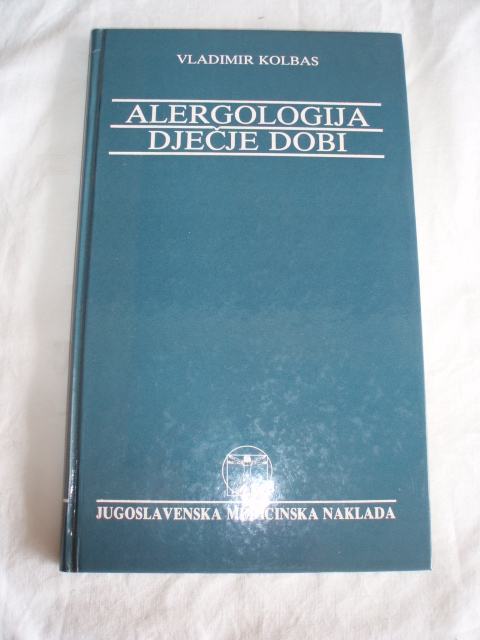 VLADIMIR KOLBAS
ALERGOLOGIJA
DJEČJE DOBI
JUGOSLAVENSKA MEDICINSKA NAKLADA